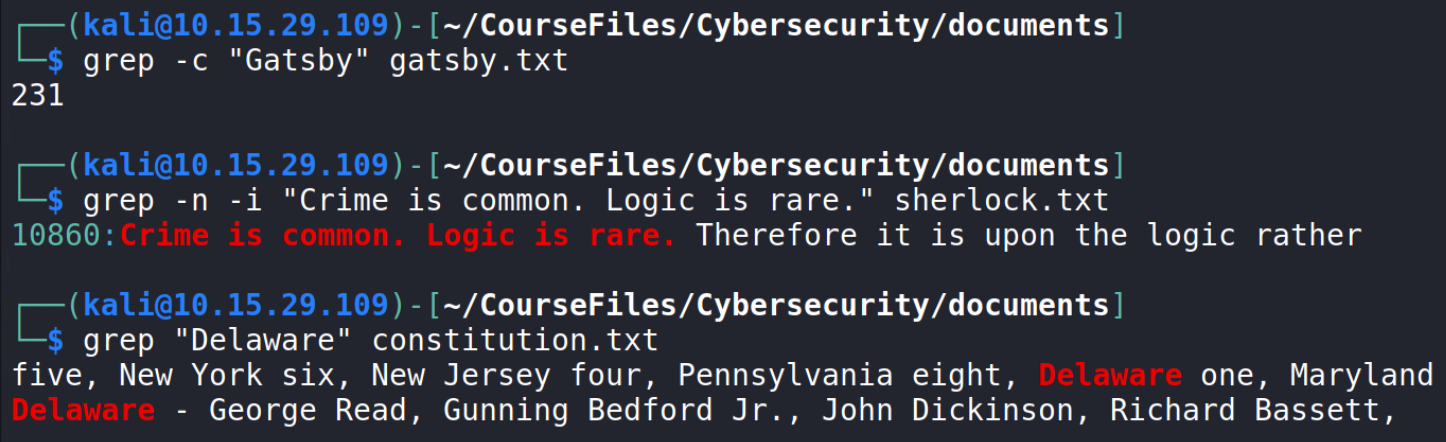 ┌──(kali@10.15.29.109)-[~/CourseFiles/Cybersecurity/documents]
└─$ grep -c "Gatsby" gatsby.txt
231
┌──(kali@10.15.29.109)-[~/CourseFiles/Cybersecurity/documents]
└─$ grep -n -i "Crime is common. Logic is rare." sherlock.txt
10860:Crime is common. Logic is rare. Therefore it is upon the logic rather
┌──(kali@10.15.29.109)-[~/CourseFiles/Cybersecurity/documents]
└─$ grep "Delaware" constitution.txt
five, New York six, New Jersey four, Pennsylvania eight, Delaware one, Maryland
Delaware - George Read, Gunning Bedford Jr., John Dickinson, Richard Bassett,